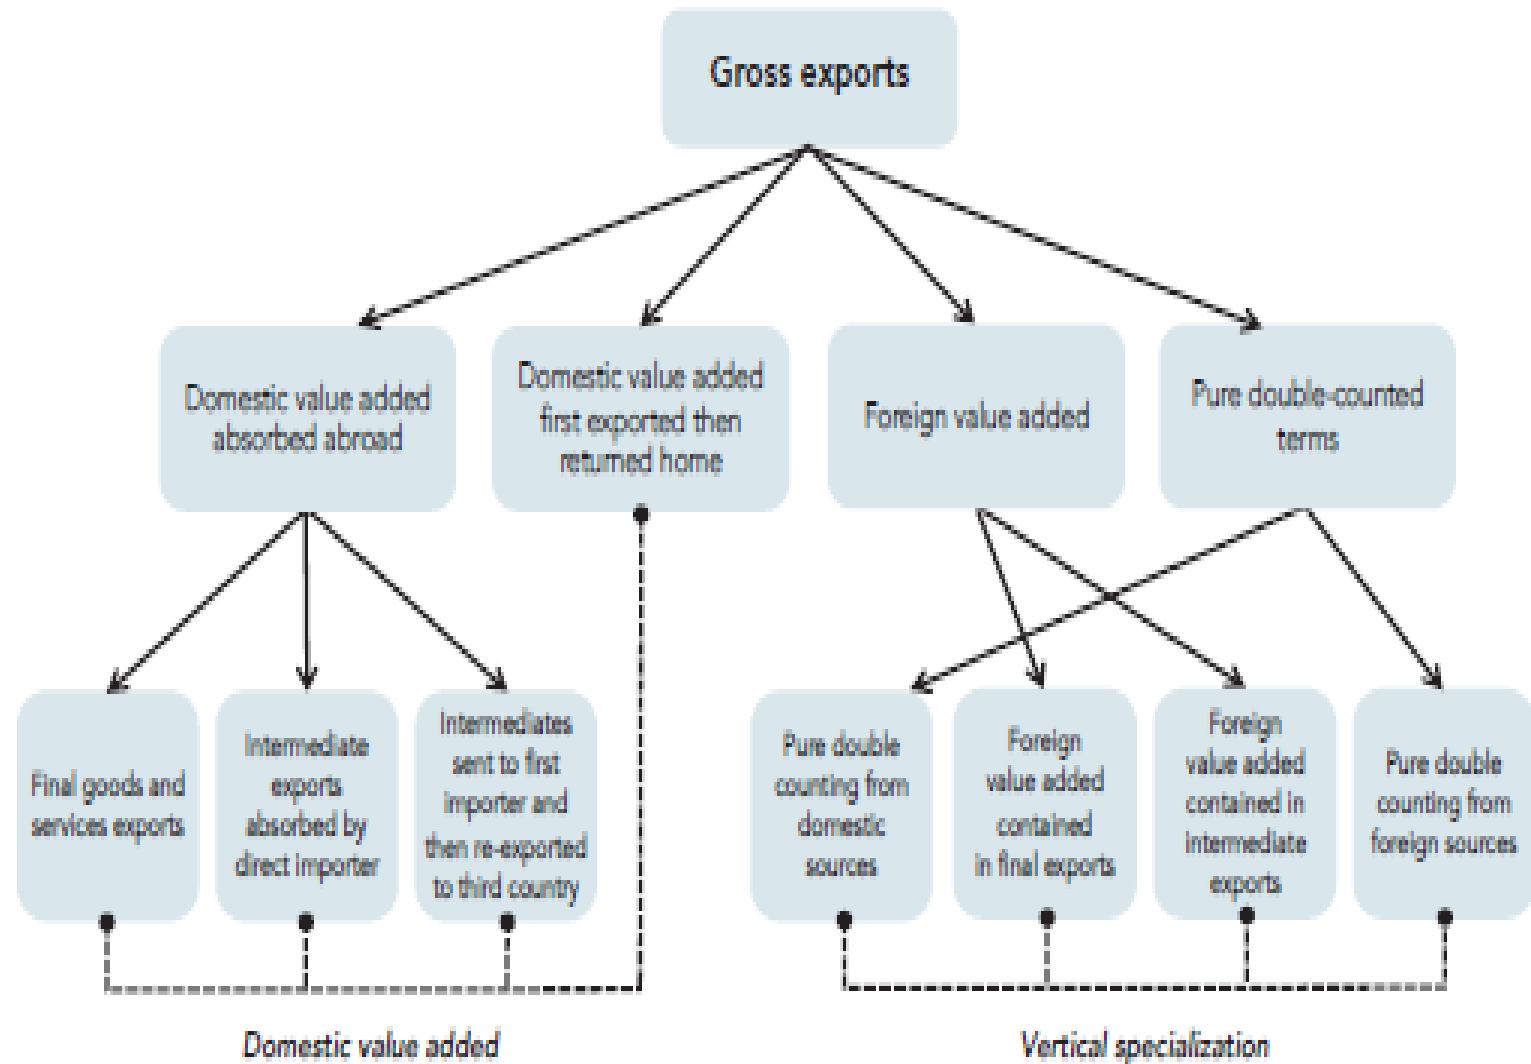 Gross exports
Domestic value added
absorbed abroad
Domestic value added
first exported then
returned home
Foreign value added
Pure double-counted
terms
Final goods and
services exports
Intermediate
exports
absorbed by
direct importer
Intermediates
sent to first
importer and
then re-exported
to third country
Pure double
counting from
domestic
sources
Foreign
value added
contained
in final exports
Foreign
value added
contained in
intermediate
exports
Pure double
counting from
foreign sources
Domestic value added
Vertical specialization